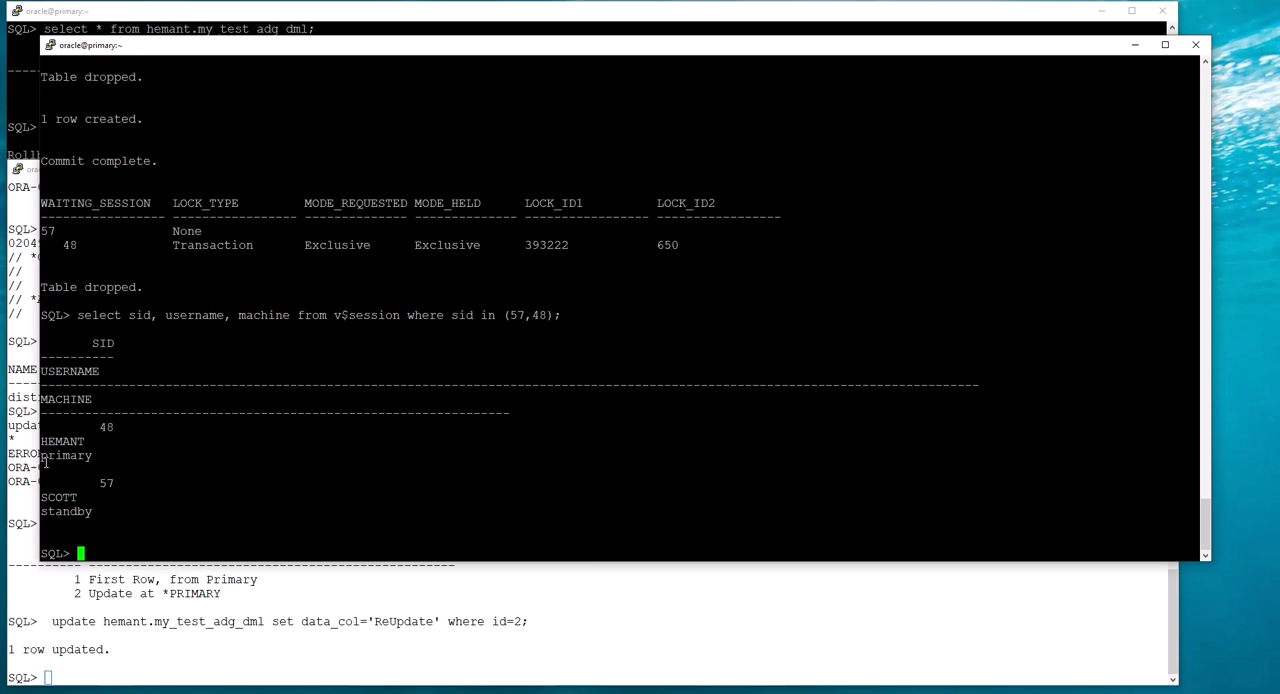 oracle@primary:~
SQL> select * from hemant.my_test_adg_dml;
oracle@primary:~
Table dropped.
1 row created.
SQL>
Commit complete.
ORA-
WAITING_SESSION LOCK_TYPE MODE_REQUESTED MODE_HELD LOCK_ID1 LOCK_ID2
----------------- ----------------- -------------- -------------- ----------------- -----------------
SQL>
57 None
48 Transaction Exclusive Exclusive 393222 650
//
//
Table dropped.
//
//
SQL> select sid, username, machine from v$session where sid in (57,48);
SQL>
SID
----------
NAME
USERNAME
--------------------------------------------------------------------------------------------------------------------------------
MACHINE
----------------------------------------------------------------
SQL>
48
*
HEMANT
primary
ORA-
ORA-
57
SCOTT
standby
SQL>
SQL>
---------- --------------------------------------------------
1 First Row, from Primary
2 Update at *PRIMARY
SQL> update hemant.my_test_adg_dml set data_col='ReUpdate' where id=2;
1 row updated.
SQL>